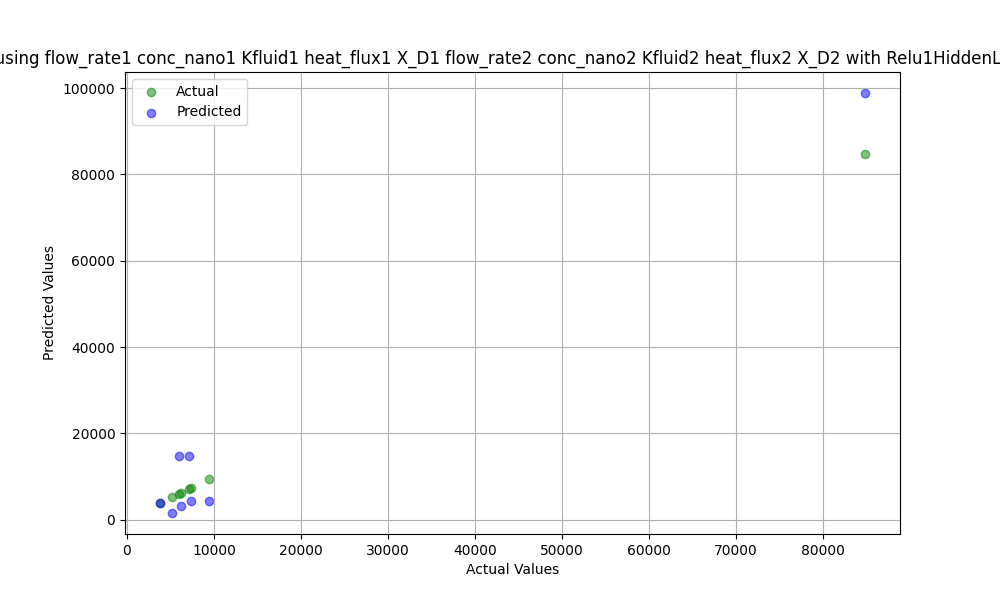 using flow_rate1 conc_nano1 Kfluid1 heat_flux1 X_D1 flow_rate2 conc_nano2 Kfluid2 heat_flux2 X_D2 with Relu1HiddenL
Actual
Predicted
100000
80000
60000
40000
20000
0
Predicted Values
0 10000 20000 30000 40000 50000 60000 70000 80000
Actual Values